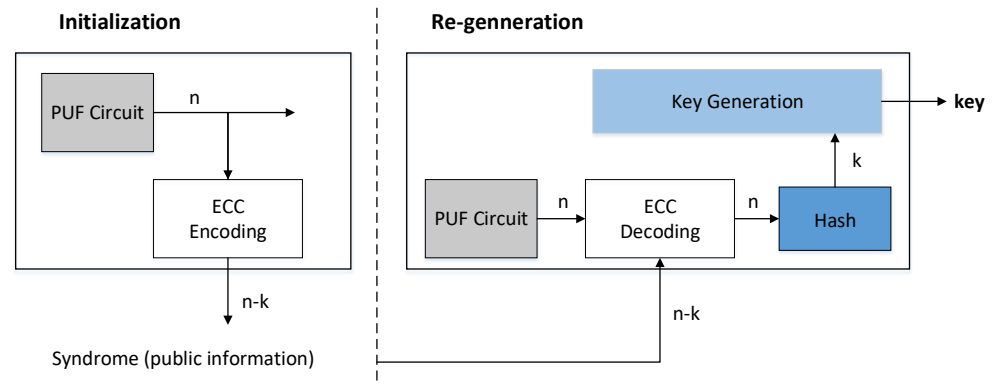 Initialization
PUF Circuit
n
ECC
Encoding
n-k
Syndrome (public information)
Re-genneration
Key Generation
key
k
PUF Circuit
n
ECC
Decoding
n
Hash
n-k